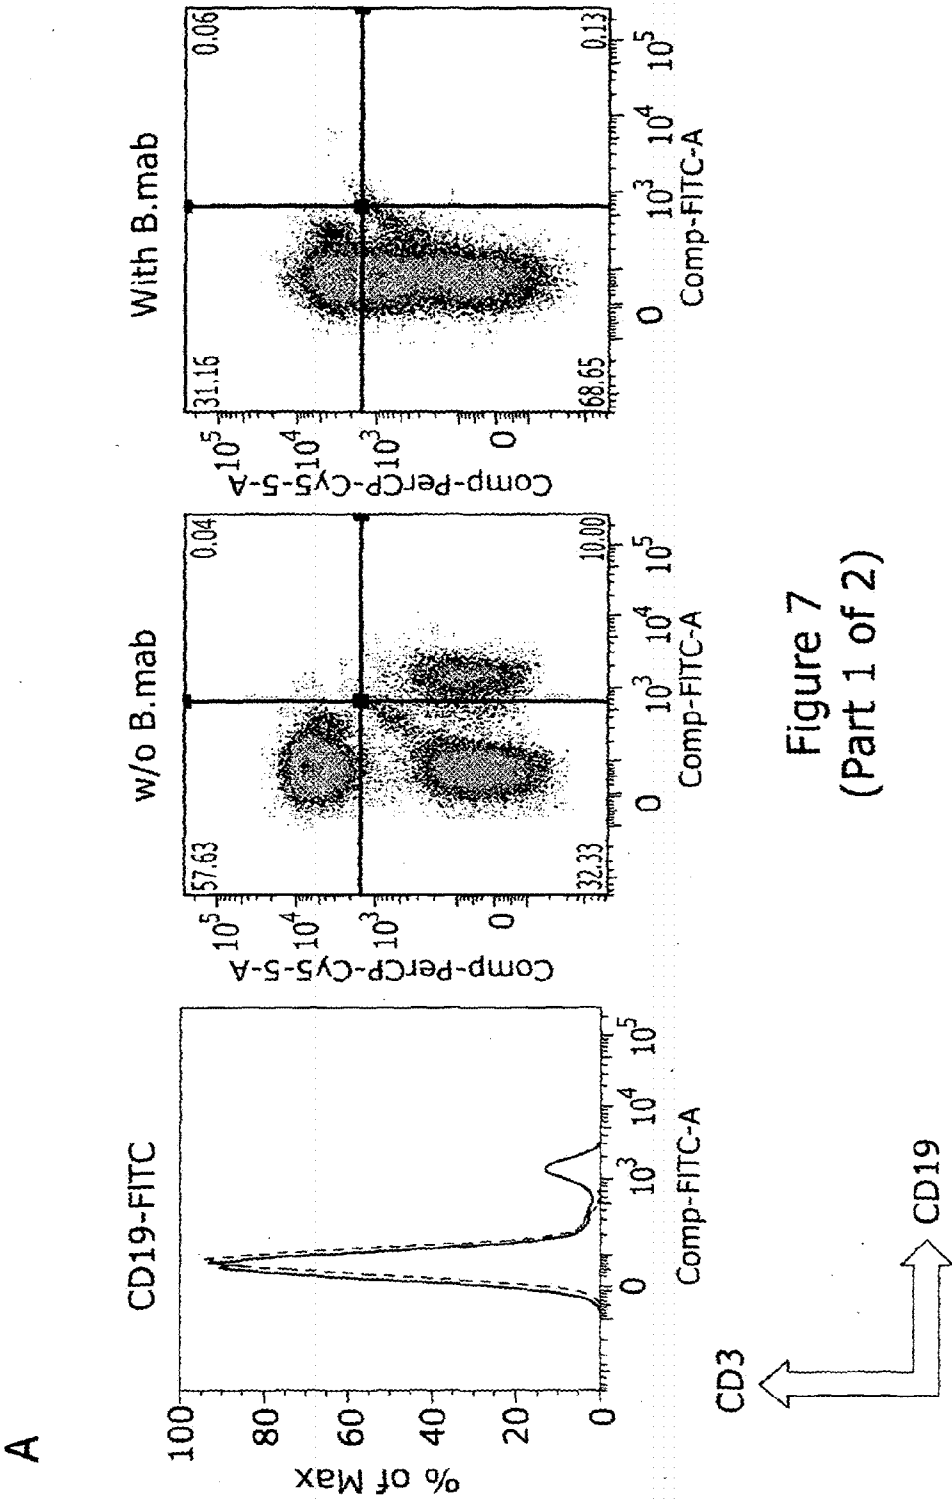 A
CD19-FITC
100
80
60
40
20
0
% of Max
0 10^3 10^4 10^5
Comp-FITC-A
w/o B.mab
57.63 0.04
32.33 10.00
10^5
10^4
10^3
0
Comp-PerCP-Cy5-5-A
0 10^3 10^4 10^5
Comp-FITC-A
With B.mab
31.16 0.06
68.65 0.13
10^5
10^4
10^3
0
Comp-PerCP-Cy5-5-A
0 10^3 10^4 10^5
Comp-FITC-A
CD3
CD19
Figure 7
(Part 1 of 2)